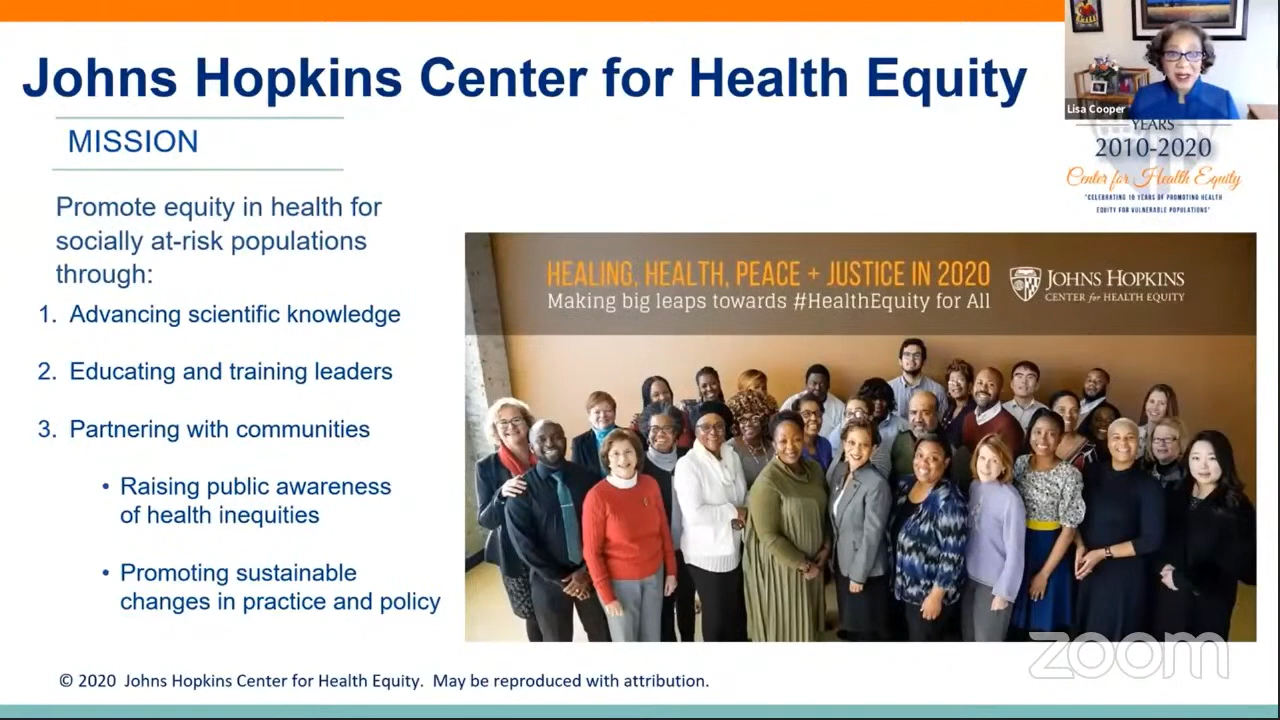 Johns Hopkins Center for Health Equity
Lisa Cooper
YEARS
2010-2020
Center for Health Equity
"CELEBRATING 10 YEARS OF PROMOTING HEALTH
EQUITY FOR VULNERABLE POPULATIONS"
MISSION
Promote equity in health for
socially at-risk populations
through:
1. Advancing scientific knowledge
2. Educating and training leaders
3. Partnering with communities
• Raising public awareness
of health inequities
• Promoting sustainable
changes in practice and policy
HEALING, HEALTH, PEACE + JUSTICE IN 2020
Making big leaps towards #HealthEquity for All
JOHNS HOPKINS
CENTER for HEALTH EQUITY
zoom
© 2020 Johns Hopkins Center for Health Equity. May be reproduced with attribution.